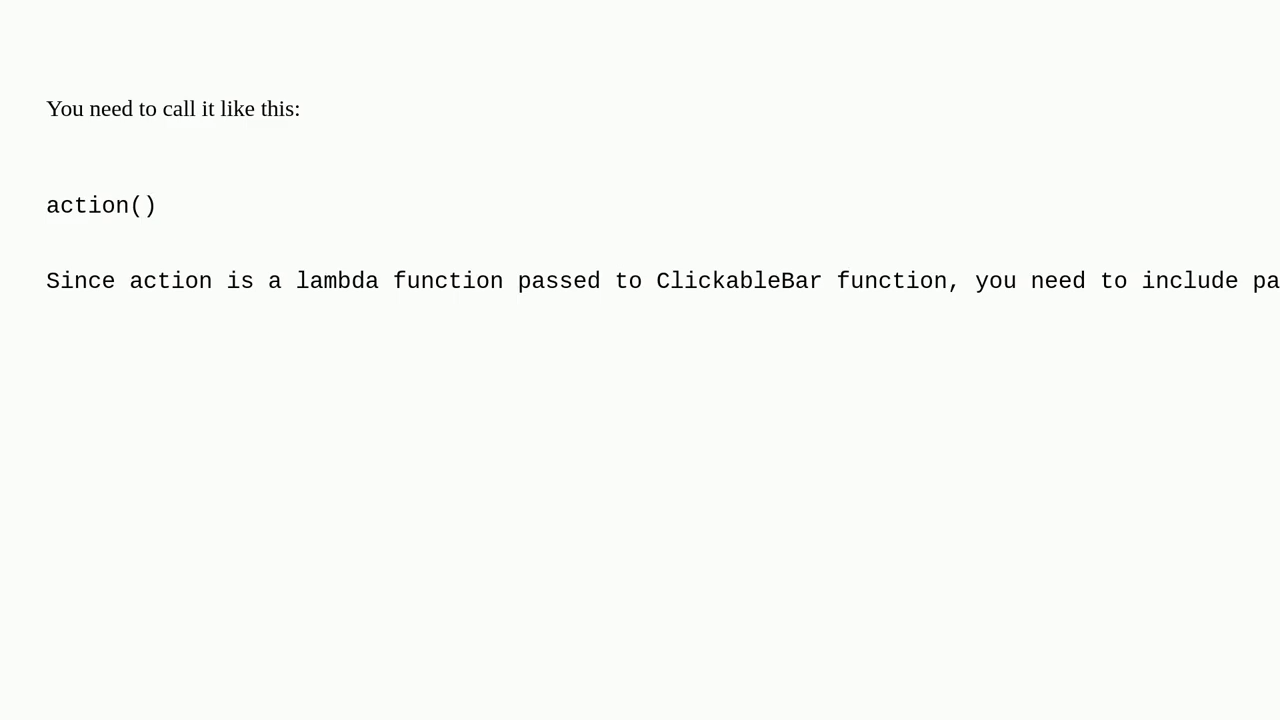 You need to call it like this:
action()
Since action is a lambda function passed to ClickableBar function, you need to include pa